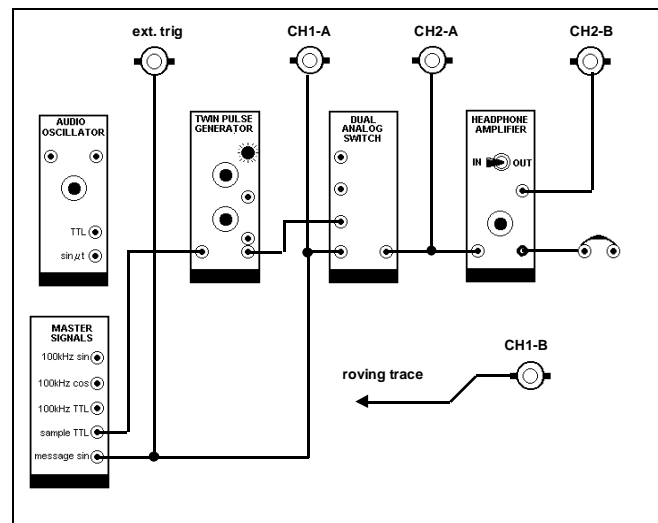 ext. trig
CH1-A
CH2-A
CH2-B
AUDIO
OSCILLATOR
TTL
sinµt
TWIN PULSE
GENERATOR
DUAL
ANALOG
SWITCH
HEADPHONE
AMPLIFIER
IN
OUT
MASTER
SIGNALS
100kHz sin
100kHz cos
100kHz TTL
sample TTL
message sin
CH1-B
roving trace